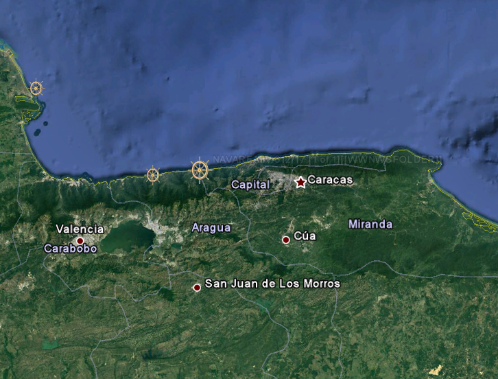 Capital
Caracas
Valencia
Aragua
Miranda
Carabobo
Cúa
San Juan de Los Morros